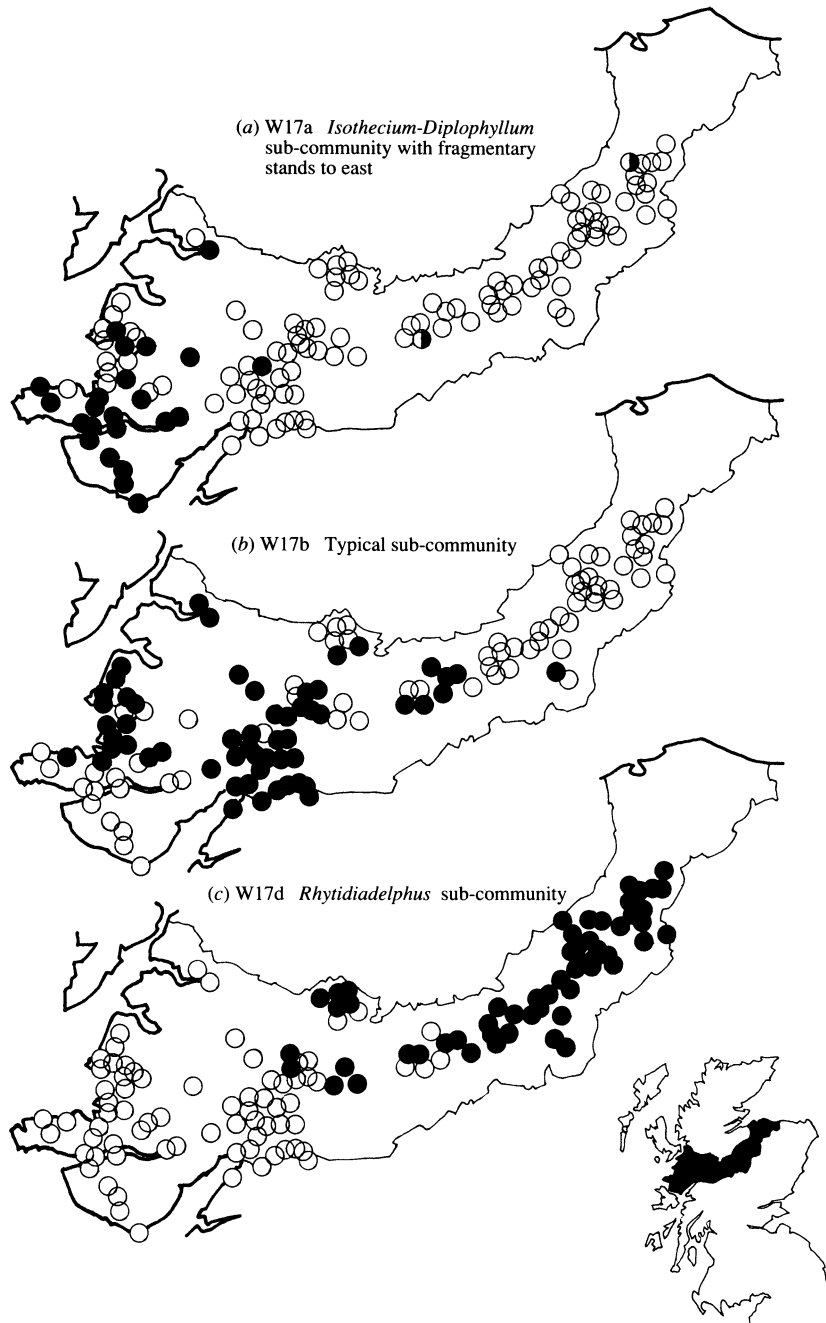 (a) W17a Isothecium-Diplophyllum
sub-community with fragmentary
stands to east
(b) W17b Typical sub-community
(c) W17d Rhytidiadelphus sub-community